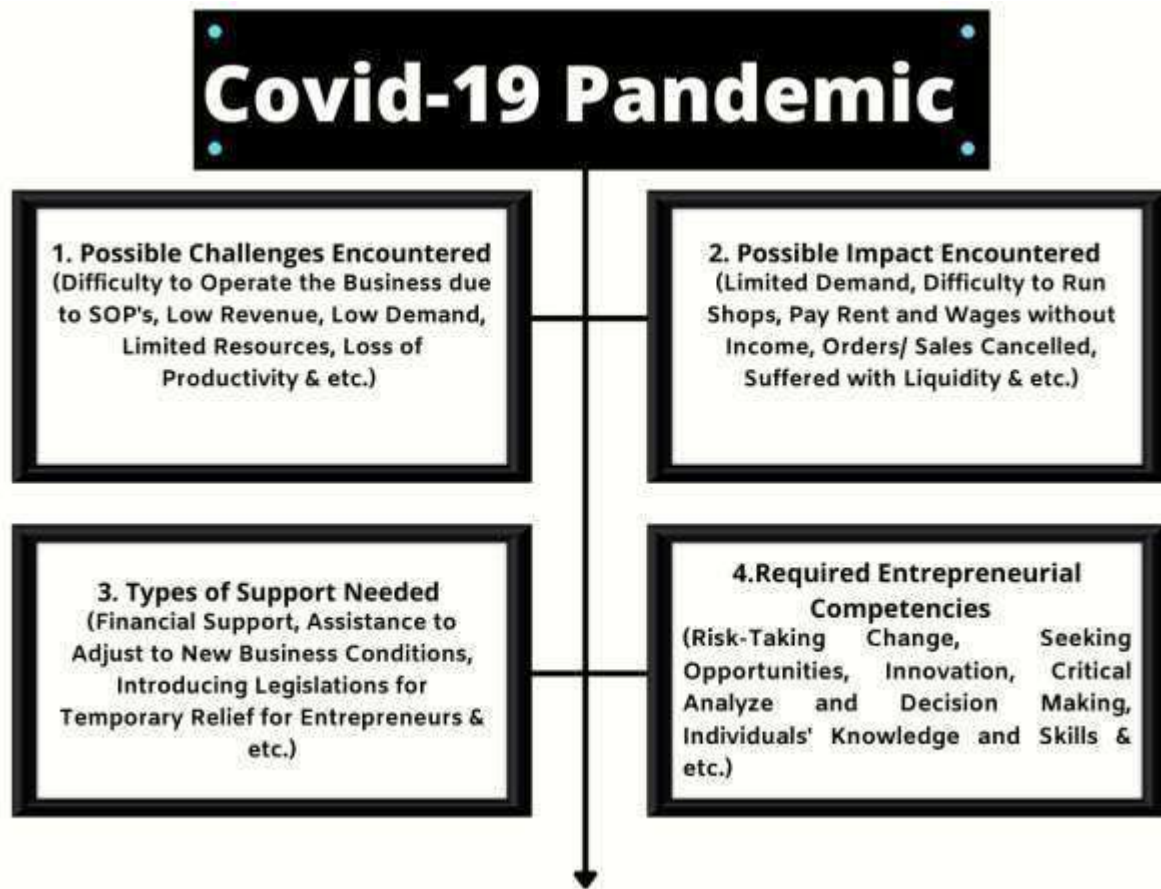 Covid-19 Pandemic
1. Possible Challenges Encountered
(Difficulty to Operate the Business due
to SOP's, Low Revenue, Low Demand,
Limited Resources, Loss of
Productivity & etc.)
2. Possible Impact Encountered
(Limited Demand, Difficulty to Run
Shops, Pay Rent and Wages without
Income, Orders/ Sales Cancelled,
Suffered with Liquidity & etc.)
3. Types of Support Needed
(Financial Support, Assistance to
Adjust to New Business Conditions,
Introducing Legislations for
Temporary Relief for Entrepreneurs &
etc.)
4.Required Entrepreneurial
Competencies
(Risk-Taking Change, Seeking
Opportunities, Innovation, Critical
Analyze and Decision Making,
Individuals' Knowledge and Skills &
etc.)